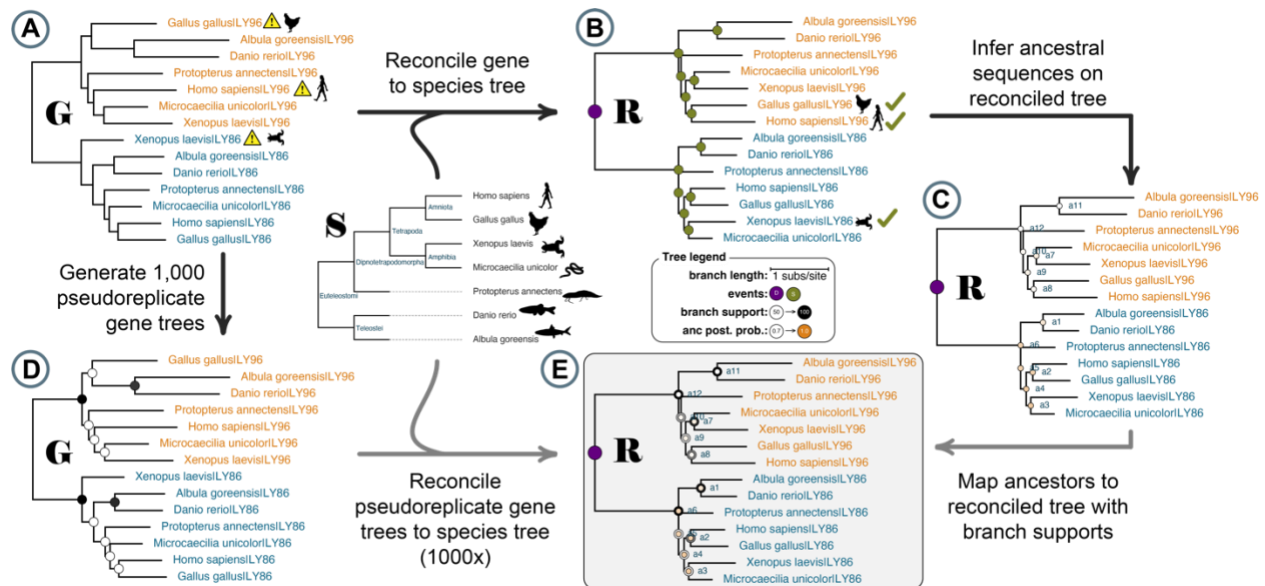 A
Gallus gallus|LY96
Albula goreensis|LY96
Danio rerio|LY96
Protopterus annectens|LY96
Homo sapiens|LY96
Microcaecilia unicolor|LY96
Xenopus laevis|LY96
G
Xenopus laevis|LY86
Albula goreensis|LY86
Danio rerio|LY86
Protopterus annectens|LY86
Microcaecilia unicolor|LY86
Homo sapiens|LY86
Gallus gallus|LY86
Reconcile gene
to species tree
B
Albula goreensis|LY96
Danio rerio|LY96
Protopterus annectens|LY96
Microcaecilia unicolor|LY96
Xenopus laevis|LY96
Gallus gallus|LY96
Homo sapiens|LY96
R
Albula goreensis|LY86
Danio rerio|LY86
Protopterus annectens|LY86
Homo sapiens|LY86
Gallus gallus|LY86
Xenopus laevis|LY86
Microcaecilia unicolor|LY86
Infer ancestral
sequences on
reconciled tree
S
Homo sapiens
Amniota
Gallus gallus
Tetrapoda
Xenopus laevis
Amphibia
Dipnotetrapodomorpha
Microcaecilia unicolor
Protopterus annectens
Euteleostomi
Danio rerio
Teleostei
Albula goreensis
Tree legend
branch length: 1 subs/site
events: D S
branch support: 50 → 100
anc post. prob.: 0.7 → 1.0
C
Albula goreensis|LY96
a11
Danio rerio|LY96
a12
Protopterus annectens|LY96
Microcaecilia unicolor|LY96
a10
a7
Xenopus laevis|LY96
a9
Gallus gallus|LY96
a8
Homo sapiens|LY96
R
Albula goreensis|LY86
a1
Danio rerio|LY86
a6
Protopterus annectens|LY86
Homo sapiens|LY86
a2
Gallus gallus|LY86
a4
Xenopus laevis|LY86
a3
Microcaecilia unicolor|LY86
Generate 1,000
pseudoreplicate
gene trees
D
Gallus gallus|LY96
Albula goreensis|LY96
Danio rerio|LY96
Protopterus annectens|LY96
Homo sapiens|LY96
Microcaecilia unicolor|LY96
Xenopus laevis|LY96
G
Xenopus laevis|LY86
Albula goreensis|LY86
Danio rerio|LY86
Protopterus annectens|LY86
Microcaecilia unicolor|LY86
Homo sapiens|LY86
Gallus gallus|LY86
Reconcile
pseudoreplicate gene
trees to species tree
(1000x)
E
Albula goreensis|LY96
a11
Danio rerio|LY96
a12
Protopterus annectens|LY96
Microcaecilia unicolor|LY96
a10
a7
Xenopus laevis|LY96
a9
Gallus gallus|LY96
a8
Homo sapiens|LY96
R
Albula goreensis|LY86
a1
Danio rerio|LY86
a6
Protopterus annectens|LY86
Homo sapiens|LY86
a2
Gallus gallus|LY86
a4
Xenopus laevis|LY86
a3
Microcaecilia unicolor|LY86
Map ancestors to
reconciled tree with
branch supports